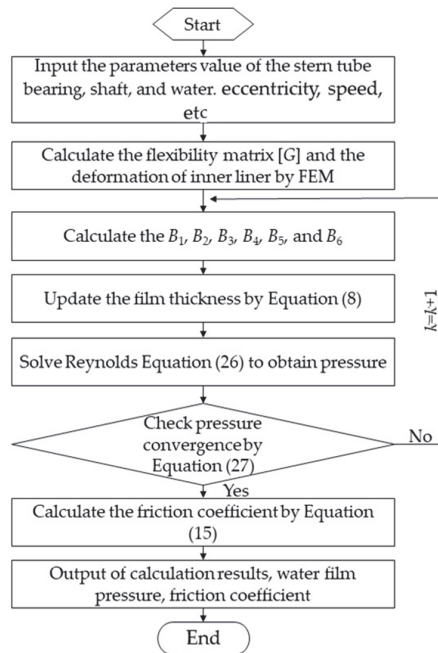 Start
Input the parameters value of the stern tube
bearing, shaft, and water. eccentricity, speed,
etc
Calculate the flexibility matrix [G] and the
deformation of inner liner by FEM
Calculate the B₁, B₂, B₃, B₄, B₅, and B₆
Update the film thickness by Equation (8)
k=k+1
Solve Reynolds Equation (26) to obtain pressure
Check pressure
convergence by
Equation (27)
No
Yes
Calculate the friction coefficient by Equation
(15)
Output of calculation results, water film
pressure, friction coefficient
End